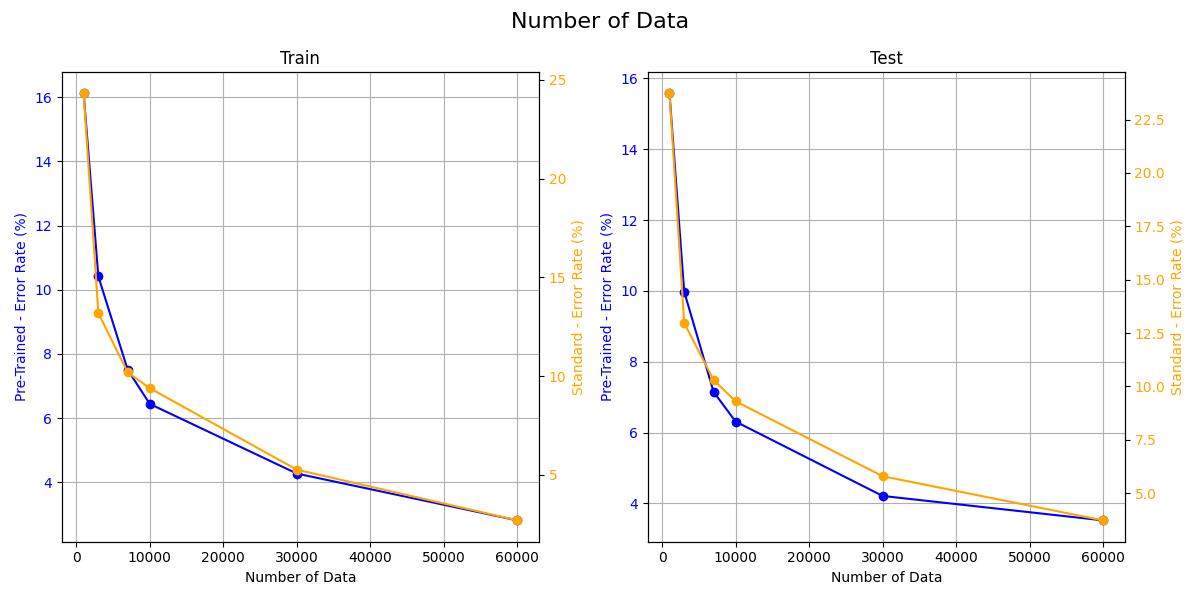 Number of Data
Train
Test
16
14
12
10
8
6
4
Pre-Trained - Error Rate (%)
25
20
15
10
5
Standard - Error Rate (%)
0 10000 20000 30000 40000 50000 60000
Number of Data
16
14
12
10
8
6
4
Pre-Trained - Error Rate (%)
22.5
20.0
17.5
15.0
12.5
10.0
7.5
5.0
Standard - Error Rate (%)
0 10000 20000 30000 40000 50000 60000
Number of Data